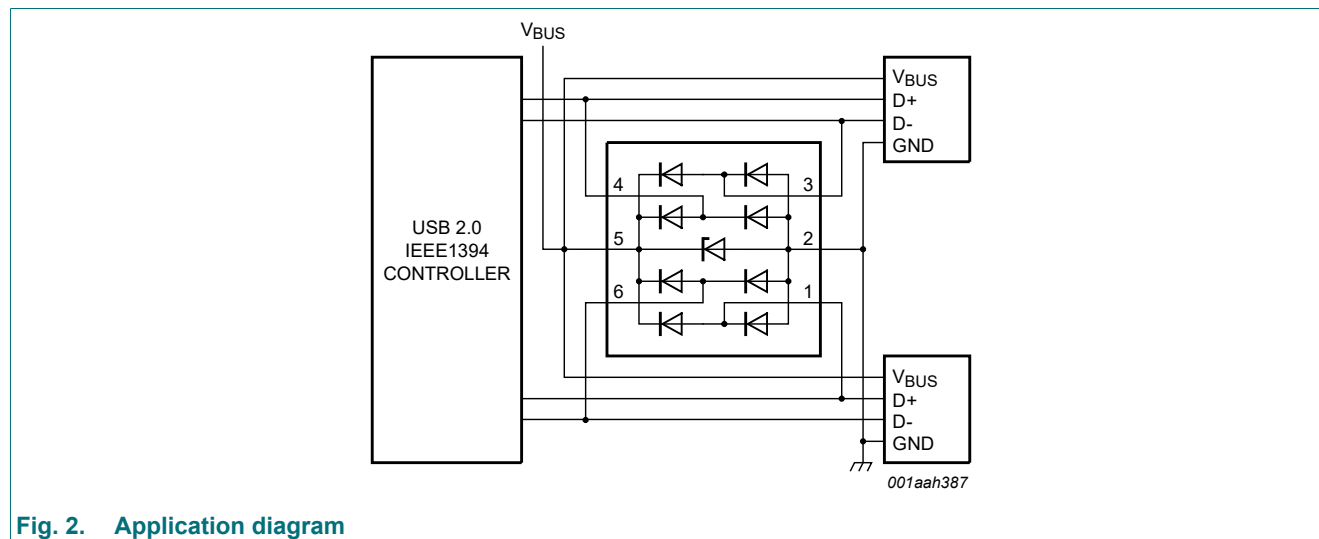 VBUS
VBUS
D+
D-
GND
4
3
5
2
6
1
USB 2.0
IEEE1394
CONTROLLER
VBUS
D+
D-
GND
001aah387
Fig. 2. Application diagram